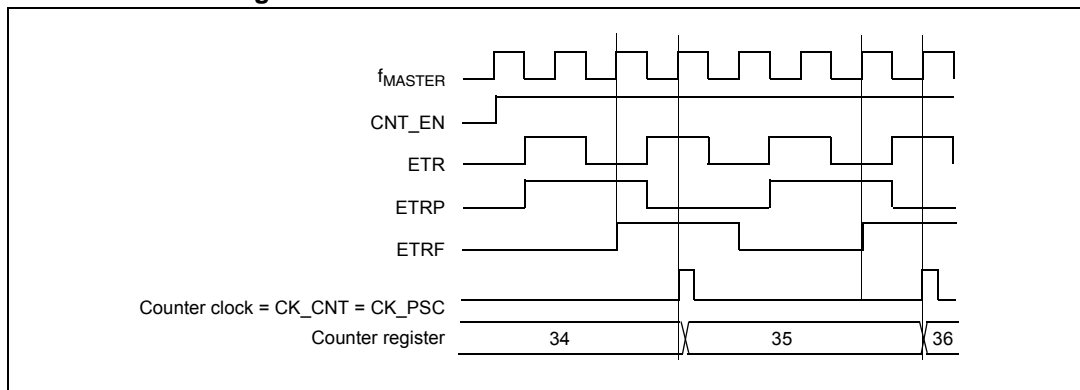 fMASTER
CNT_EN
ETR
ETRP
ETRF
Counter clock = CK_CNT = CK_PSC
Counter register 34 35 36